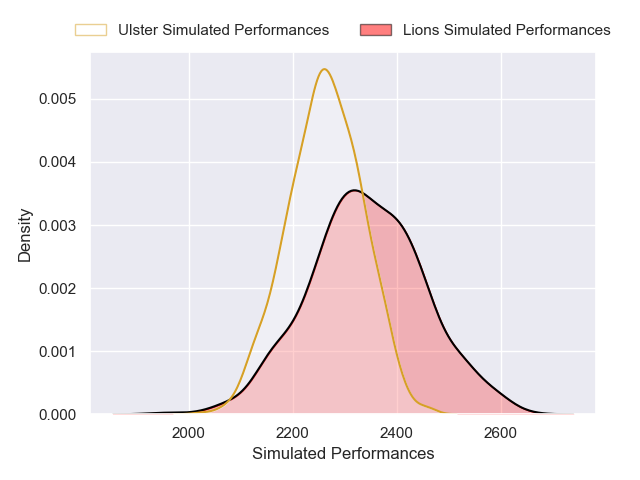 Ulster Simulated Performances Lions Simulated Performances
0.005
0.004
0.003
0.002
0.001
0.000
Density
2000 2200 2400 2600
Simulated Performances